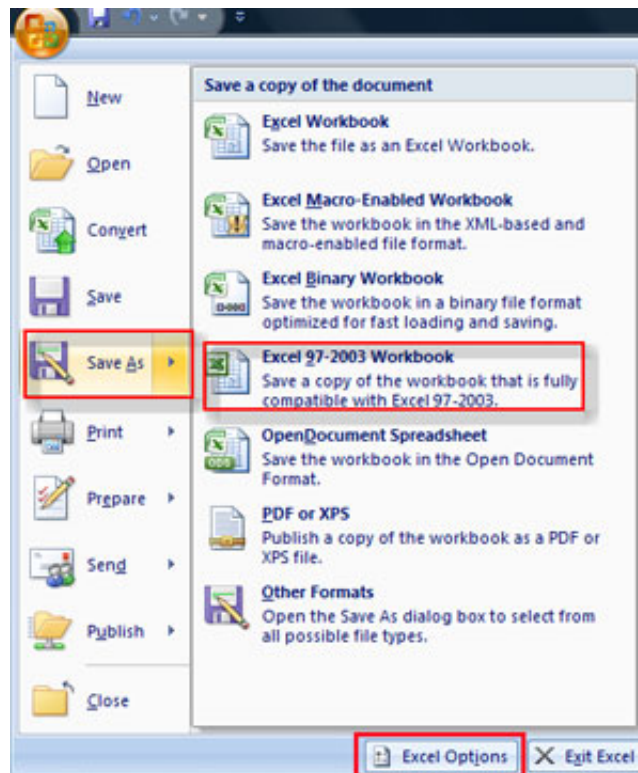 New
Open
Convert
Save
Save As
Print
Prepare
Send
Publish
Close
Save a copy of the document
Excel Workbook
Save the file as an Excel Workbook.
Excel Macro-Enabled Workbook
Save the workbook in the XML-based and
macro-enabled file format.
Excel Binary Workbook
Save the workbook in a binary file format
optimized for fast loading and saving.
Excel 97-2003 Workbook
Save a copy of the workbook that is fully
compatible with Excel 97-2003.
OpenDocument Spreadsheet
Save the workbook in the Open Document
Format.
PDF or XPS
Publish a copy of the workbook as a PDF or
XPS file.
Other Formats
Open the Save As dialog box to select from
all possible file types.
Excel Options
Exit Excel